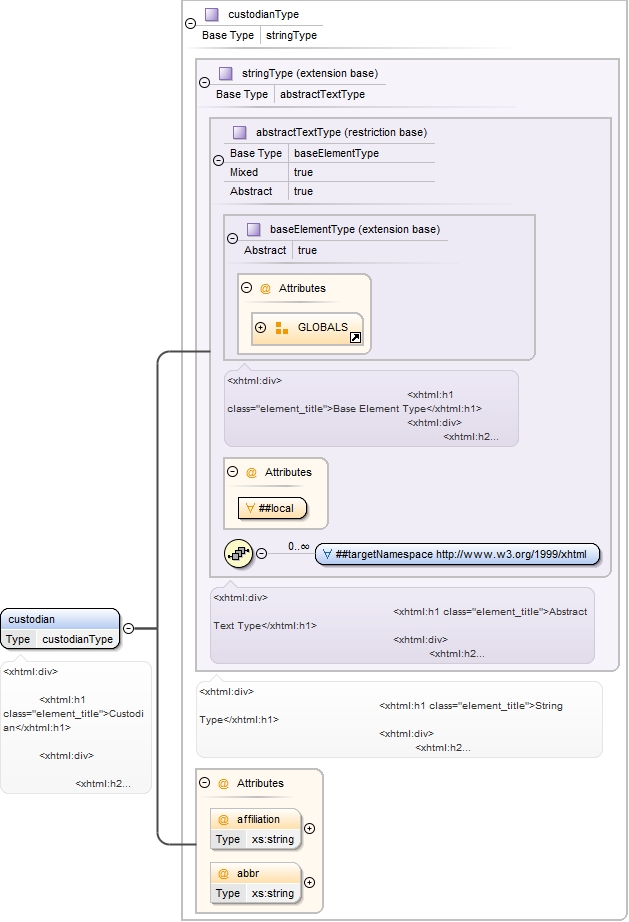 custodianType
Base Type stringType
stringType (extension base)
Base Type abstractTextType
abstractTextType (restriction base)
Base Type baseElementType
Mixed true
Abstract true
baseElementType (extension base)
Abstract true
@ Attributes
GLOBALS
<xhtml:div>
<xhtml:h1
class="element_title">Base Element Type</xhtml:h1>
<xhtml:div>
<xhtml:h2...
@ Attributes
∀ ##local
0..∞
∀ ##targetNamespace http://www.w3.org/1999/xhtml
<xhtml:div>
<xhtml:h1 class="element_title">Abstract
Text Type</xhtml:h1>
<xhtml:div>
<xhtml:h2...
custodian
Type custodianType
<xhtml:div>
<xhtml:h1
class="element_title">Custodi
an</xhtml:h1>
<xhtml:div>
<xhtml:h2...
<xhtml:div>
<xhtml:h1 class="element_title">String
Type</xhtml:h1>
<xhtml:div>
<xhtml:h2...
@ Attributes
@ affiliation
Type xs:string
@ abbr
Type xs:string